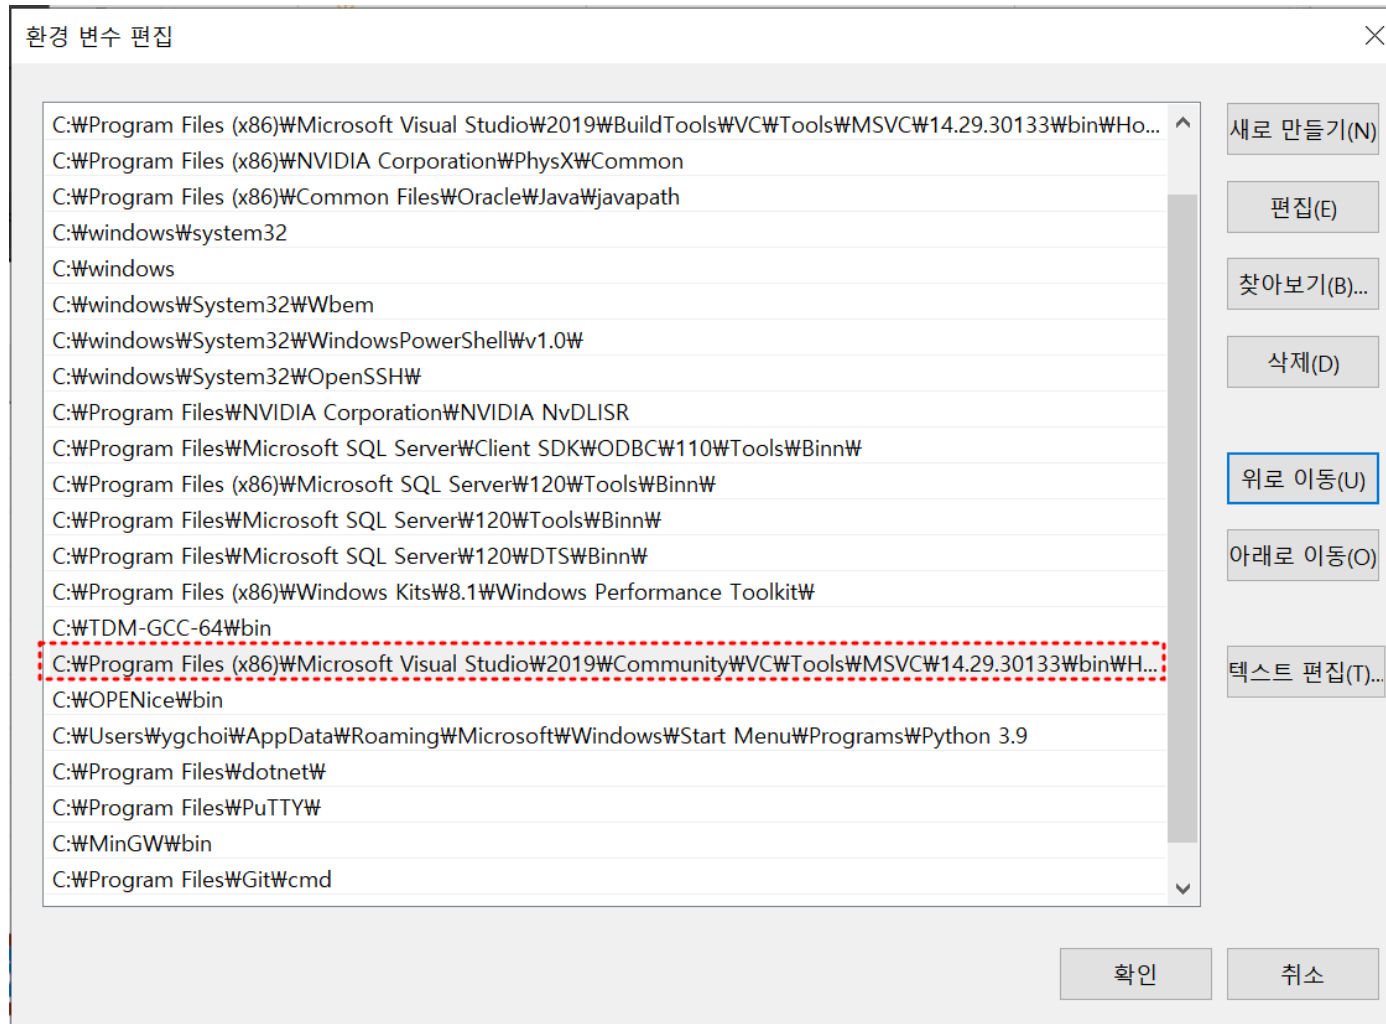 환경 변수 편집
C:₩Program Files (x86)₩Microsoft Visual Studio₩2019₩BuildTools₩VC₩Tools₩MSVC₩14.29.30133₩bin₩Ho...
C:₩Program Files (x86)₩NVIDIA Corporation₩PhysX₩Common
C:₩Program Files (x86)₩Common Files₩Oracle₩Java₩javapath
C:₩windows₩system32
C:₩windows
C:₩windows₩System32₩Wbem
C:₩windows₩System32₩WindowsPowerShell₩v1.0₩
C:₩windows₩System32₩OpenSSH₩
C:₩Program Files₩NVIDIA Corporation₩NVIDIA NvDLISR
C:₩Program Files₩Microsoft SQL Server₩Client SDK₩ODBC₩110₩Tools₩Binn₩
C:₩Program Files (x86)₩Microsoft SQL Server₩120₩Tools₩Binn₩
C:₩Program Files₩Microsoft SQL Server₩120₩Tools₩Binn₩
C:₩Program Files₩Microsoft SQL Server₩120₩DTS₩Binn₩
C:₩Program Files (x86)₩Windows Kits₩8.1₩Windows Performance Toolkit₩
C:₩TDM-GCC-64₩bin
C:₩Program Files (x86)₩Microsoft Visual Studio₩2019₩Community₩VC₩Tools₩MSVC₩14.29.30133₩bin₩H...
C:₩OPENice₩bin
C:₩Users₩ygchoi₩AppData₩Roaming₩Microsoft₩Windows₩Start Menu₩Programs₩Python 3.9
C:₩Program Files₩dotnet₩
C:₩Program Files₩PuTTY₩
C:₩MinGW₩bin
C:₩Program Files₩Git₩cmd
새로 만들기(N)
편집(E)
찾아보기(B)...
삭제(D)
위로 이동(U)
아래로 이동(O)
텍스트 편집(T)...
확인
취소